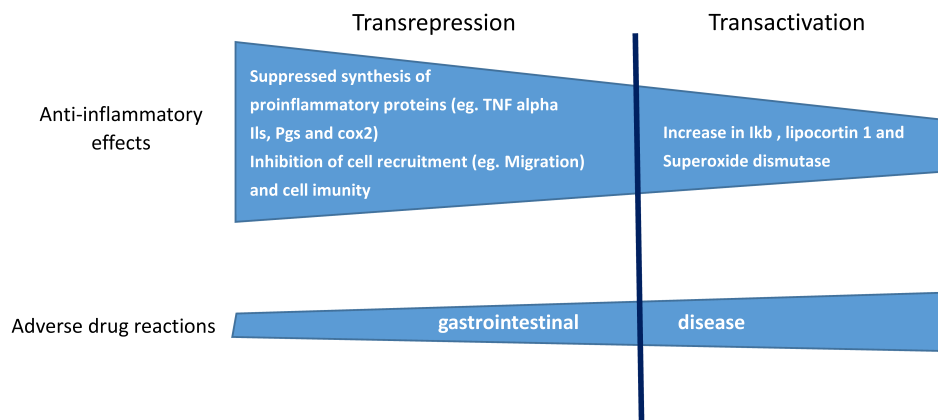 Transrepression
Transactivation
Anti-inflammatory
effects
Suppressed synthesis of
proinflammatory proteins (eg. TNF alpha
Ils, Pgs and cox2)
Inhibition of cell recruitment (eg. Migration)
and cell imunity
Increase in Ikb , lipocortin 1 and
Superoxide dismutase
Adverse drug reactions
gastrointestinal
disease